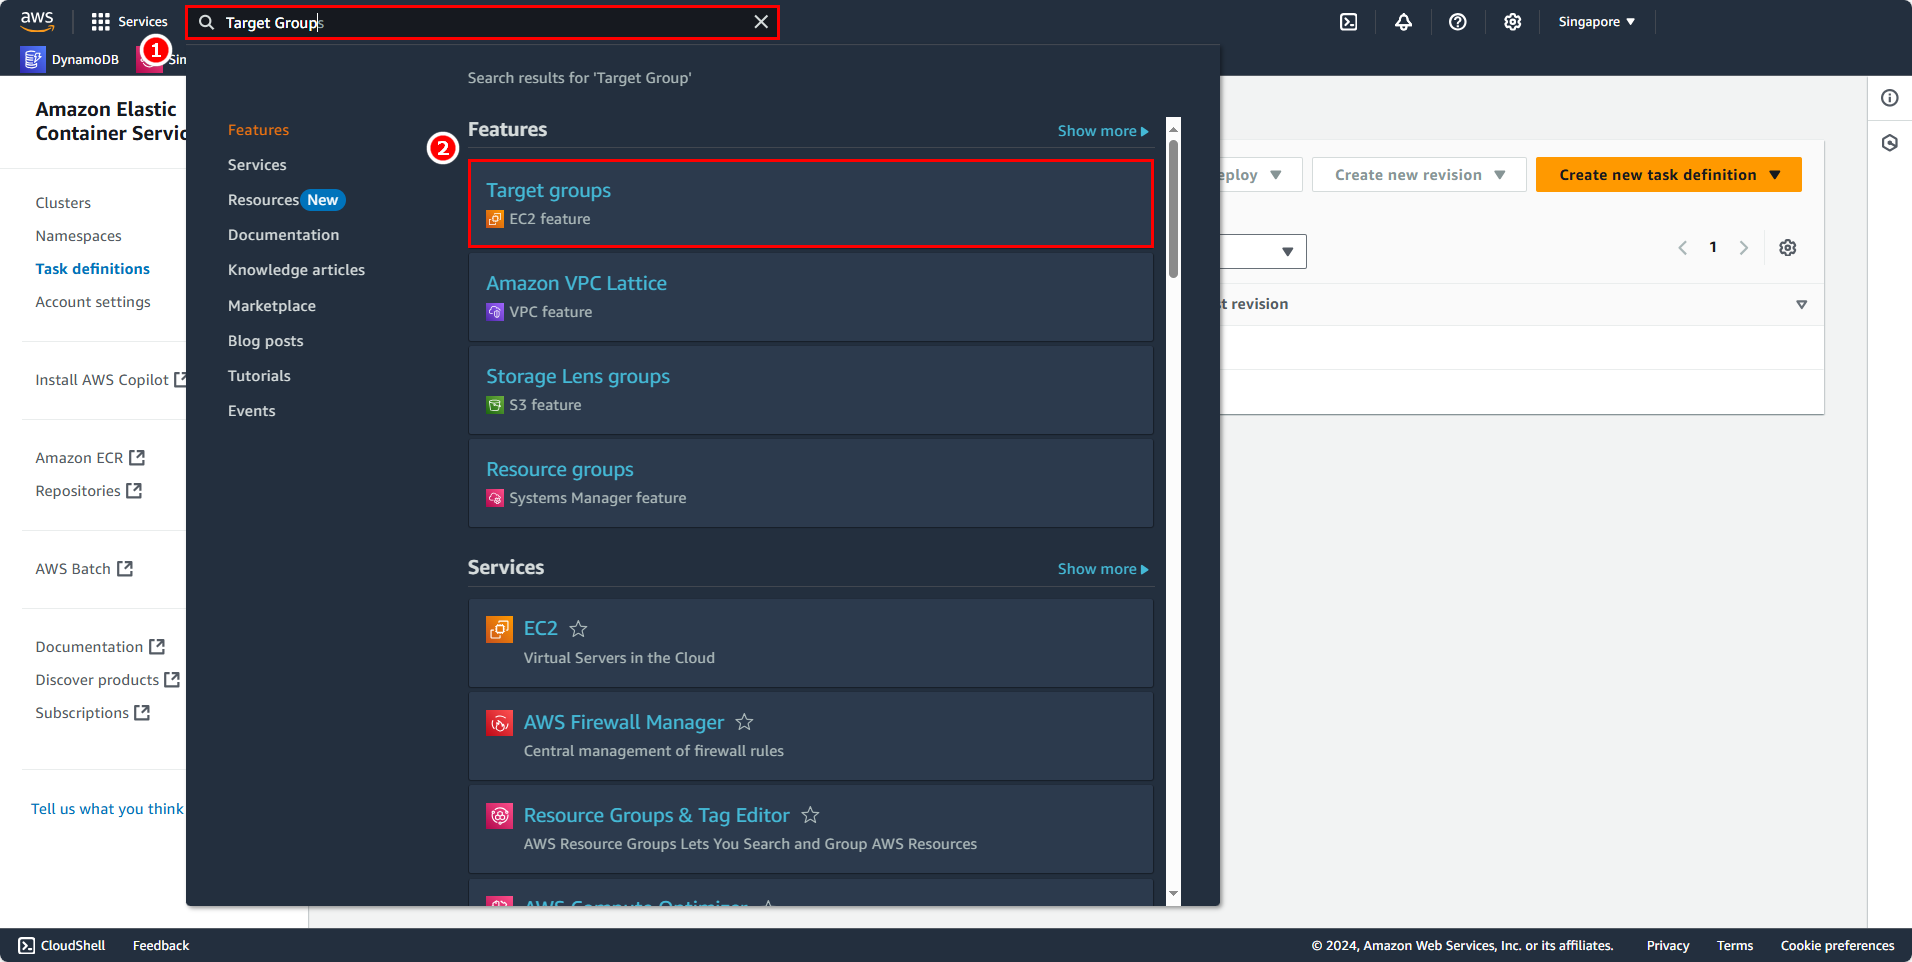 aws
Services
Target Groups
Singapore
DynamoDB
1
Sin
Search results for 'Target Group'
Amazon Elastic
Container Servic
Clusters
Namespaces
Task definitions
Account settings
Install AWS Copilot
Amazon ECR
Repositories
AWS Batch
Documentation
Discover products
Subscriptions
Tell us what you think
Features
Services
Resources New
Documentation
Knowledge articles
Marketplace
Blog posts
Tutorials
Events
2
Features
Show more
Target groups
EC2 feature
Amazon VPC Lattice
VPC feature
Storage Lens groups
S3 feature
Resource groups
Systems Manager feature
Services
Show more
EC2
Virtual Servers in the Cloud
AWS Firewall Manager
Central management of firewall rules
Resource Groups & Tag Editor
AWS Resource Groups Lets You Search and Group AWS Resources
AWS Compute Optimizer
eploy
Create new revision
Create new task definition
1
st revision
CloudShell
Feedback
© 2024, Amazon Web Services, Inc. or its affiliates.
Privacy
Terms
Cookie preferences